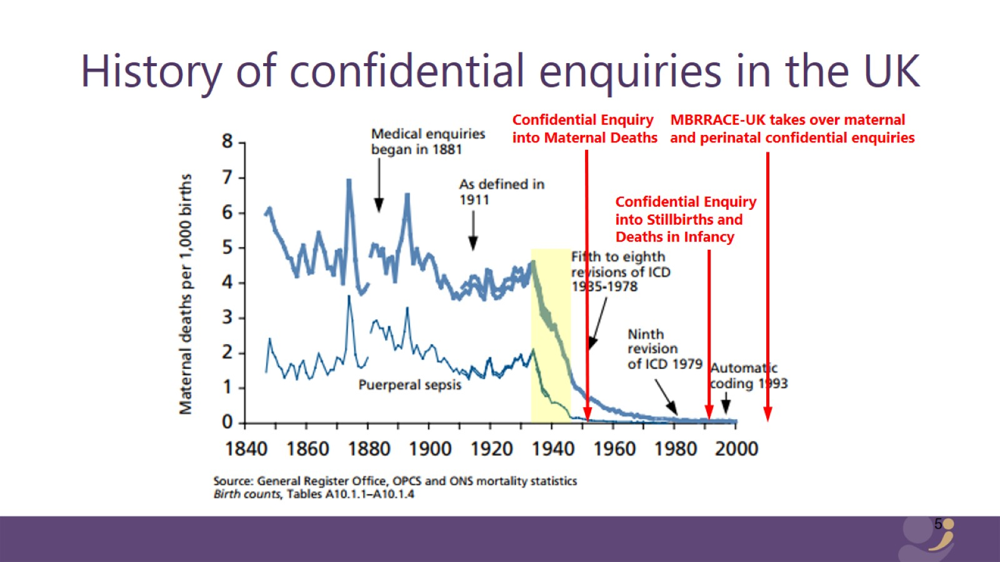 History of confidential enquiries in the UK
Confidential Enquiry
into Maternal Deaths
MBRRACE-UK takes over maternal
and perinatal confidential enquiries
Medical enquiries
began in 1881
As defined in
1911
Confidential Enquiry
into Stillbirths and
Deaths in Infancy
Fifth to eighth
revisions of ICD
1935-1978
Ninth
revision
of ICD 1979
Automatic
coding 1993
Puerperal sepsis
Maternal deaths per 1,000 births
8
7
6
5
4
3
2
1
0
1840 1860 1880 1900 1920 1940 1960 1980 2000
Source: General Register Office, OPCS and ONS mortality statistics
Birth counts, Tables A10.1.1–A10.1.4
5